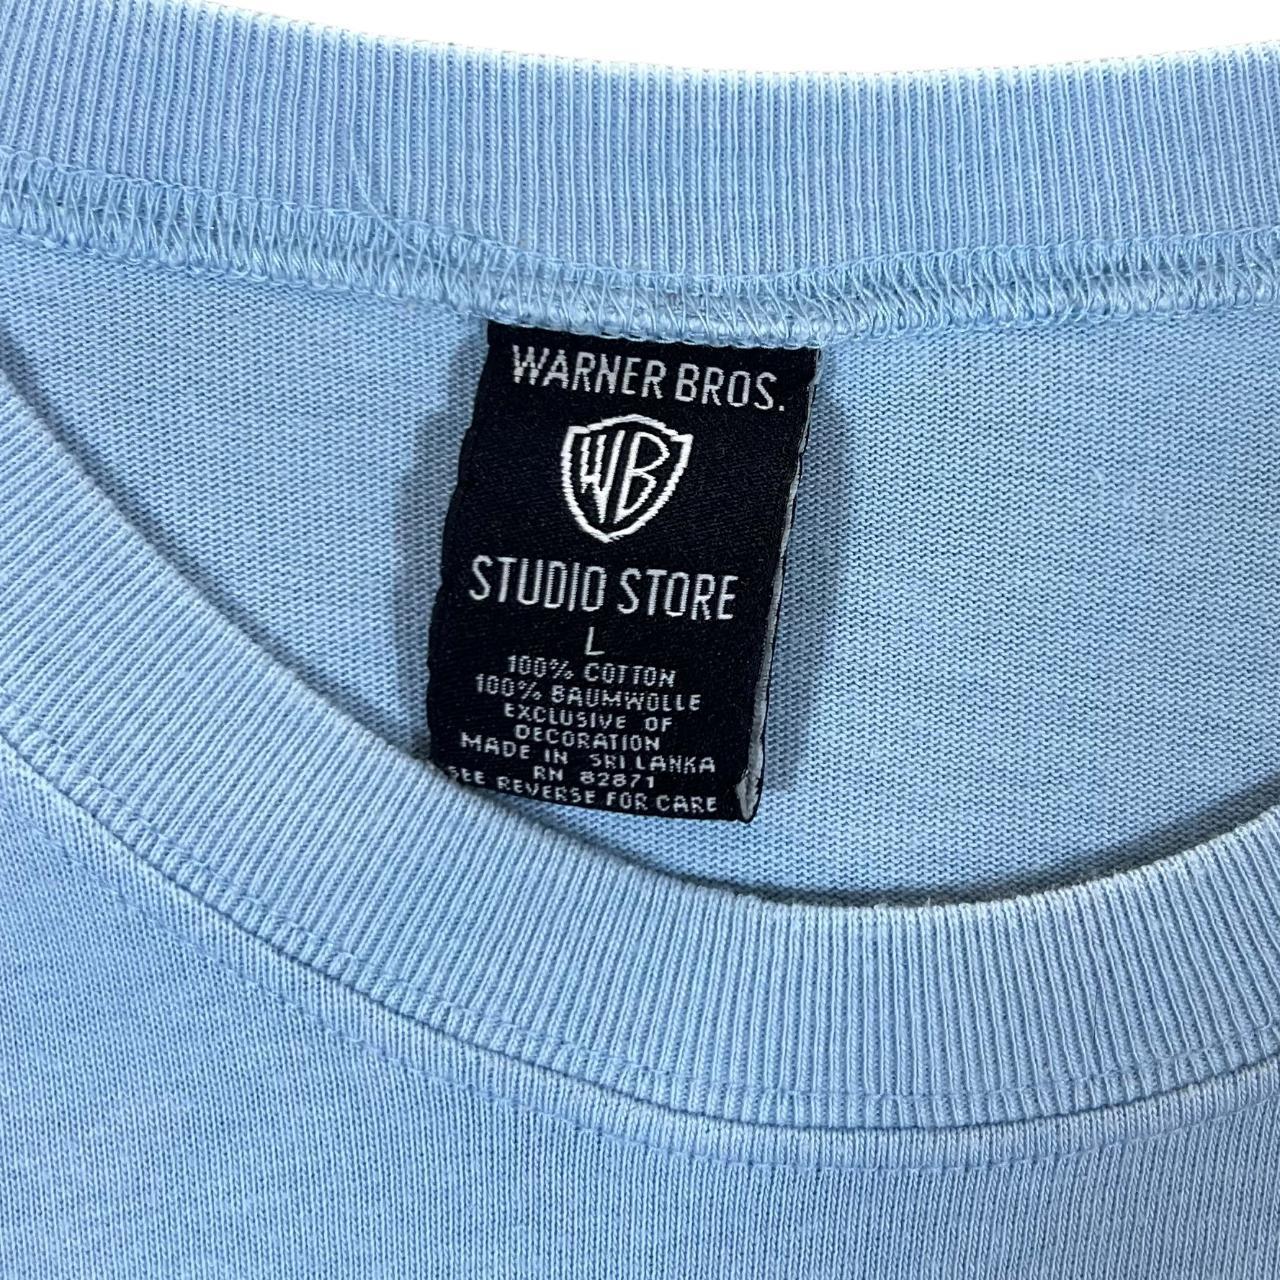 WARNER BROS.
WB
STUDIO STORE
L
100% COTTON
100% BAUMWOLLE
EXCLUSIVE OF
DECORATION
MADE IN SRI LANKA
RN 82871
SEE REVERSE FOR CARE